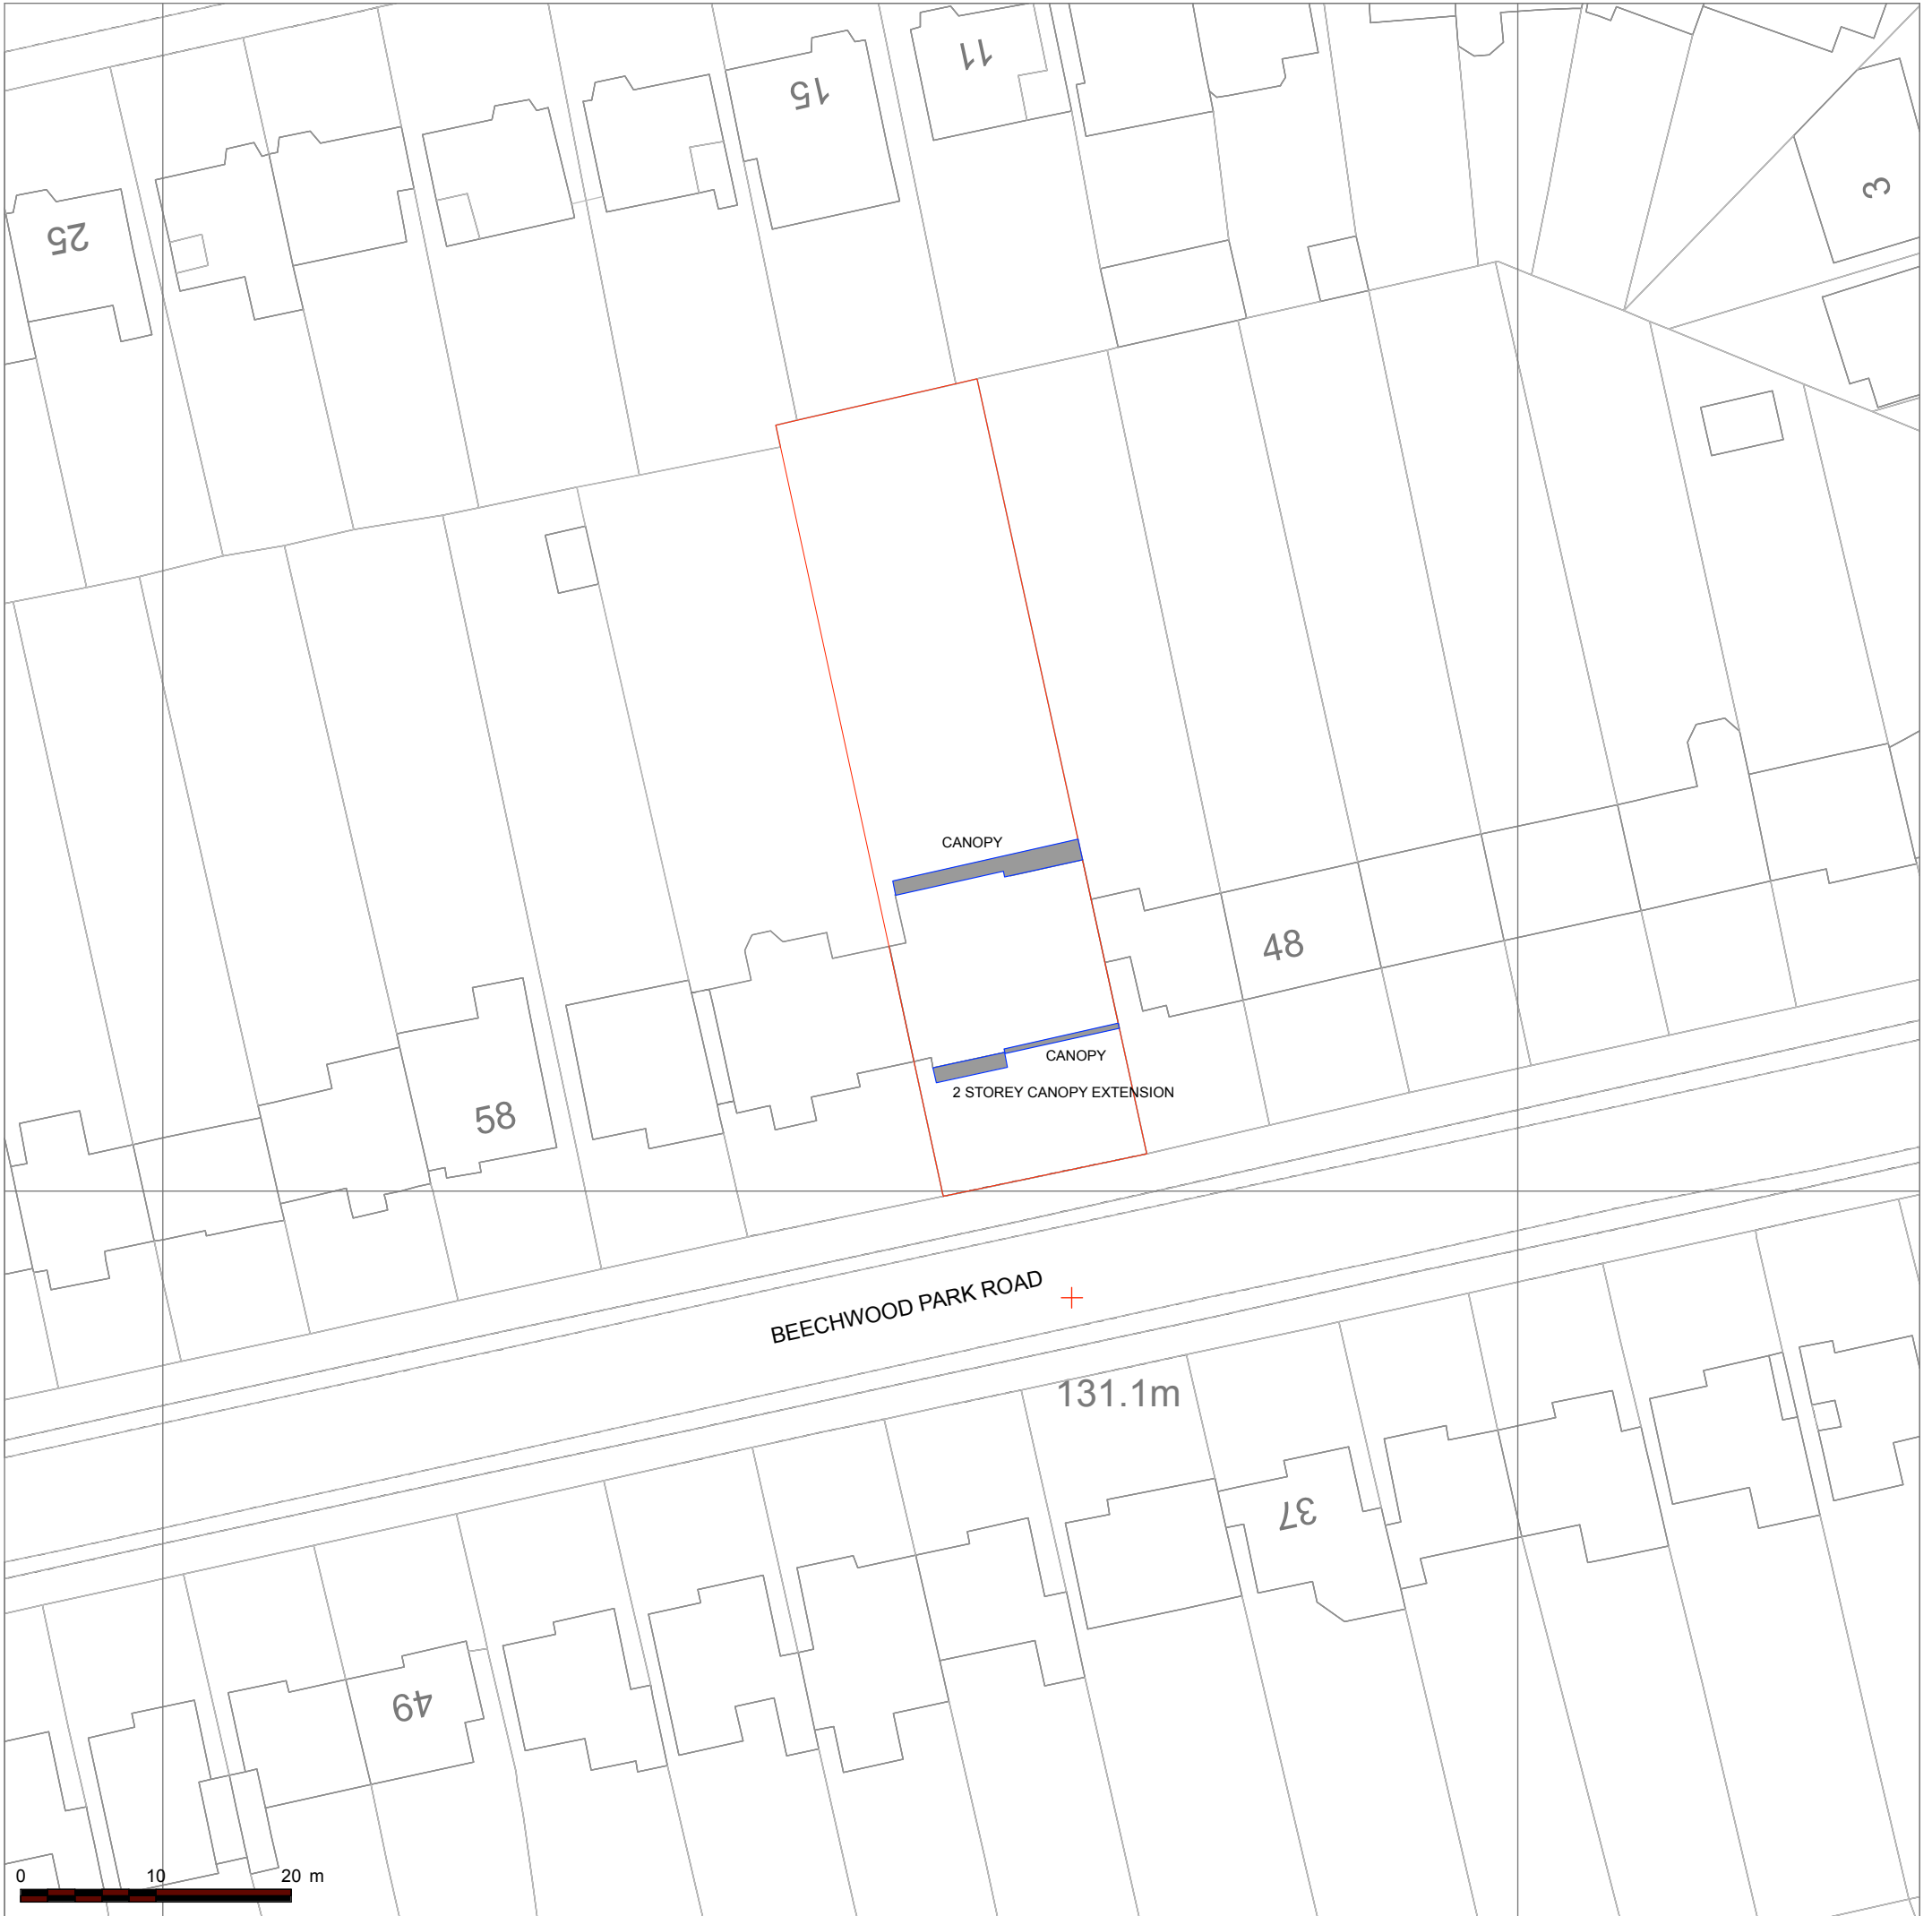 11
15
3
25
CANOPY
48
CANOPY
2 STOREY CANOPY EXTENSION
58
BEECHWOOD PARK ROAD
131.1m
37
49
0 10 20 m